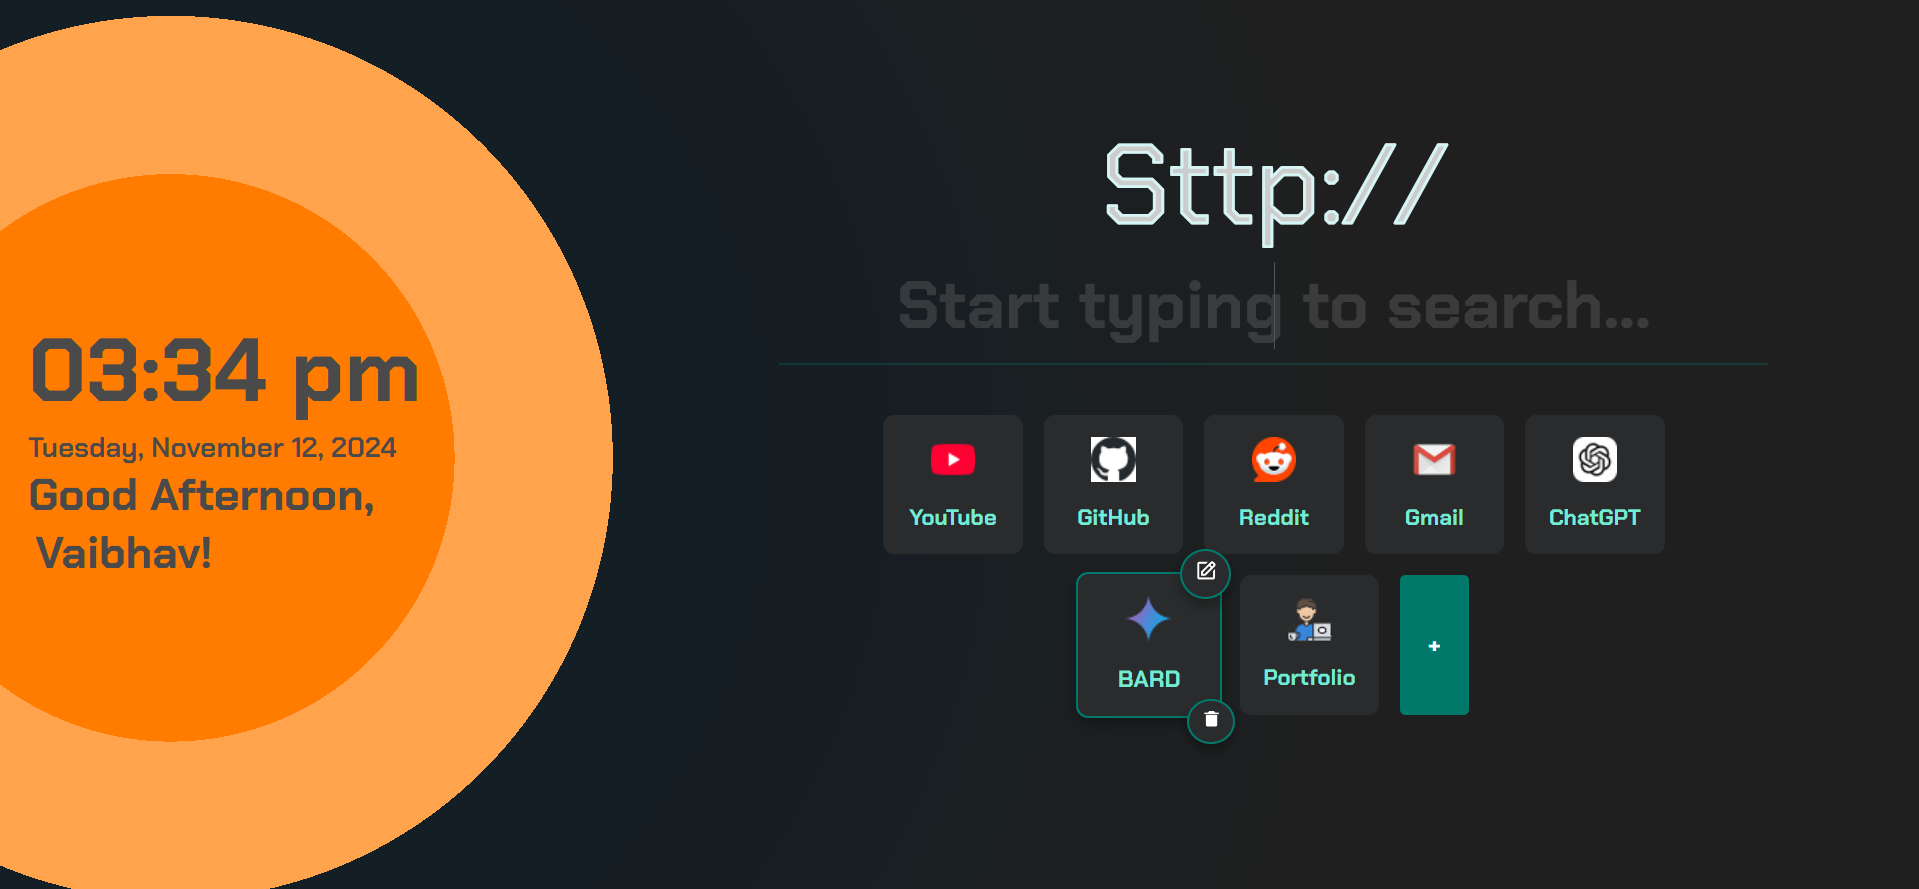 03:34 pm
Tuesday, November 12, 2024
Good Afternoon,
Vaibhav!
Sttp://
Start typing to search...
YouTube
GitHub
Reddit
Gmail
ChatGPT
BARD
Portfolio
+